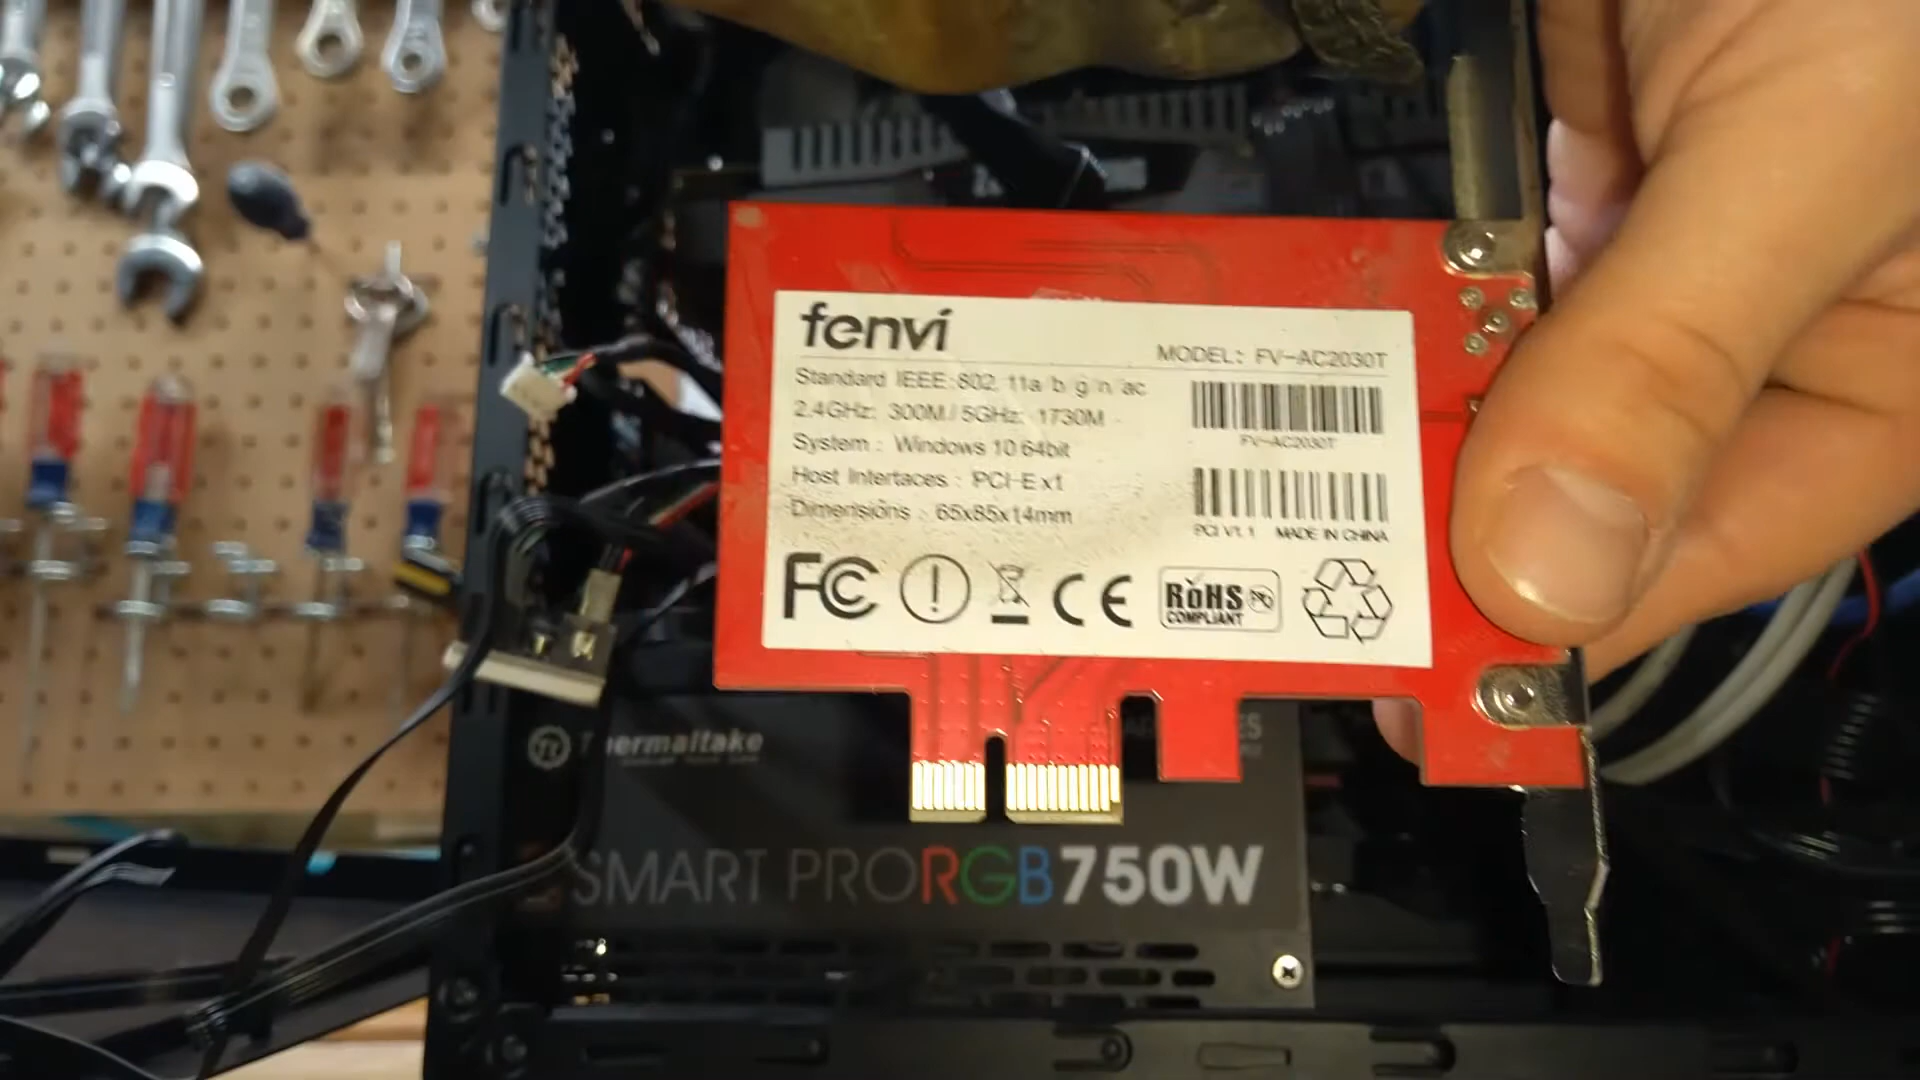 fenvi
MODEL: FV-AC2030T
Standard IEEE:802. 11a b g n ac
2.4GHz: 300M / 5GHz: 1730M
System : Windows 10 64bit
Host Intertaces : PCI-E x1
Dimensions : 65x85x14mm
FV-AC2030T
PCI V1.1 MADE IN CHINA
FC CE RoHS
COMPLIANT
Thermaltake
SMART PRO RGB 750W